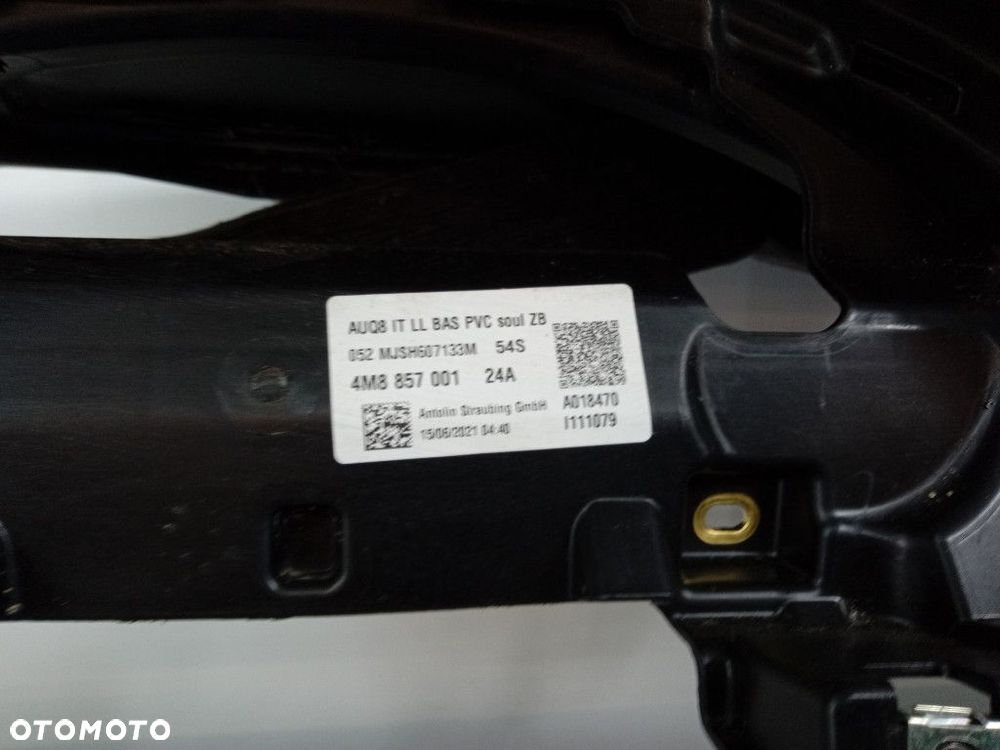 AUQ8 IT LL BAS PVC soul ZB
052 MJSH607133M 54S
4M8 857 001 24A
Antolin Straubing GmbH A018470
15/06/2021 04:40 I111079
OTOMOTO